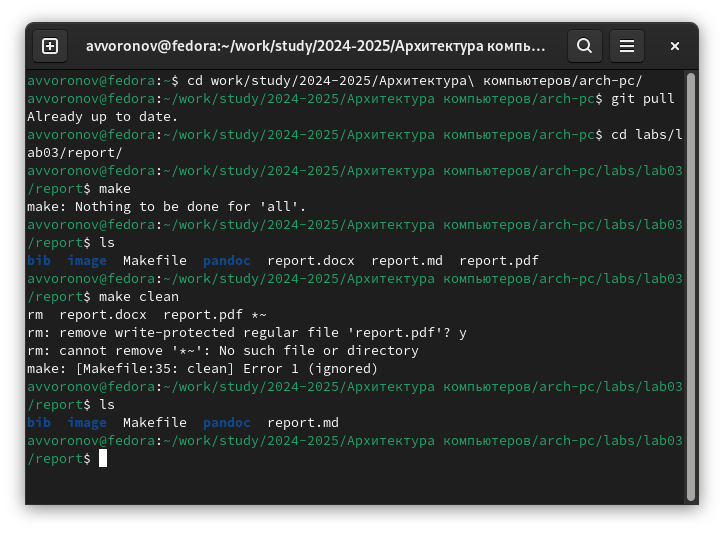 avvoronov@fedora:~/work/study/2024-2025/Архитектура компь…
avvoronov@fedora:~$ cd work/study/2024-2025/Архитектура\ компьютеров/arch-pc/
avvoronov@fedora:~/work/study/2024-2025/Архитектура компьютеров/arch-pc$ git pull
Already up to date.
avvoronov@fedora:~/work/study/2024-2025/Архитектура компьютеров/arch-pc$ cd labs/l
ab03/report/
avvoronov@fedora:~/work/study/2024-2025/Архитектура компьютеров/arch-pc/labs/lab03
/report$ make
make: Nothing to be done for 'all'.
avvoronov@fedora:~/work/study/2024-2025/Архитектура компьютеров/arch-pc/labs/lab03
/report$ ls
bib  image  Makefile  pandoc  report.docx  report.md  report.pdf
avvoronov@fedora:~/work/study/2024-2025/Архитектура компьютеров/arch-pc/labs/lab03
/report$ make clean
rm  report.docx  report.pdf *~
rm: remove write-protected regular file 'report.pdf'? y
rm: cannot remove '*~': No such file or directory
make: [Makefile:35: clean] Error 1 (ignored)
avvoronov@fedora:~/work/study/2024-2025/Архитектура компьютеров/arch-pc/labs/lab03
/report$ ls
bib  image  Makefile  pandoc  report.md
avvoronov@fedora:~/work/study/2024-2025/Архитектура компьютеров/arch-pc/labs/lab03
/report$